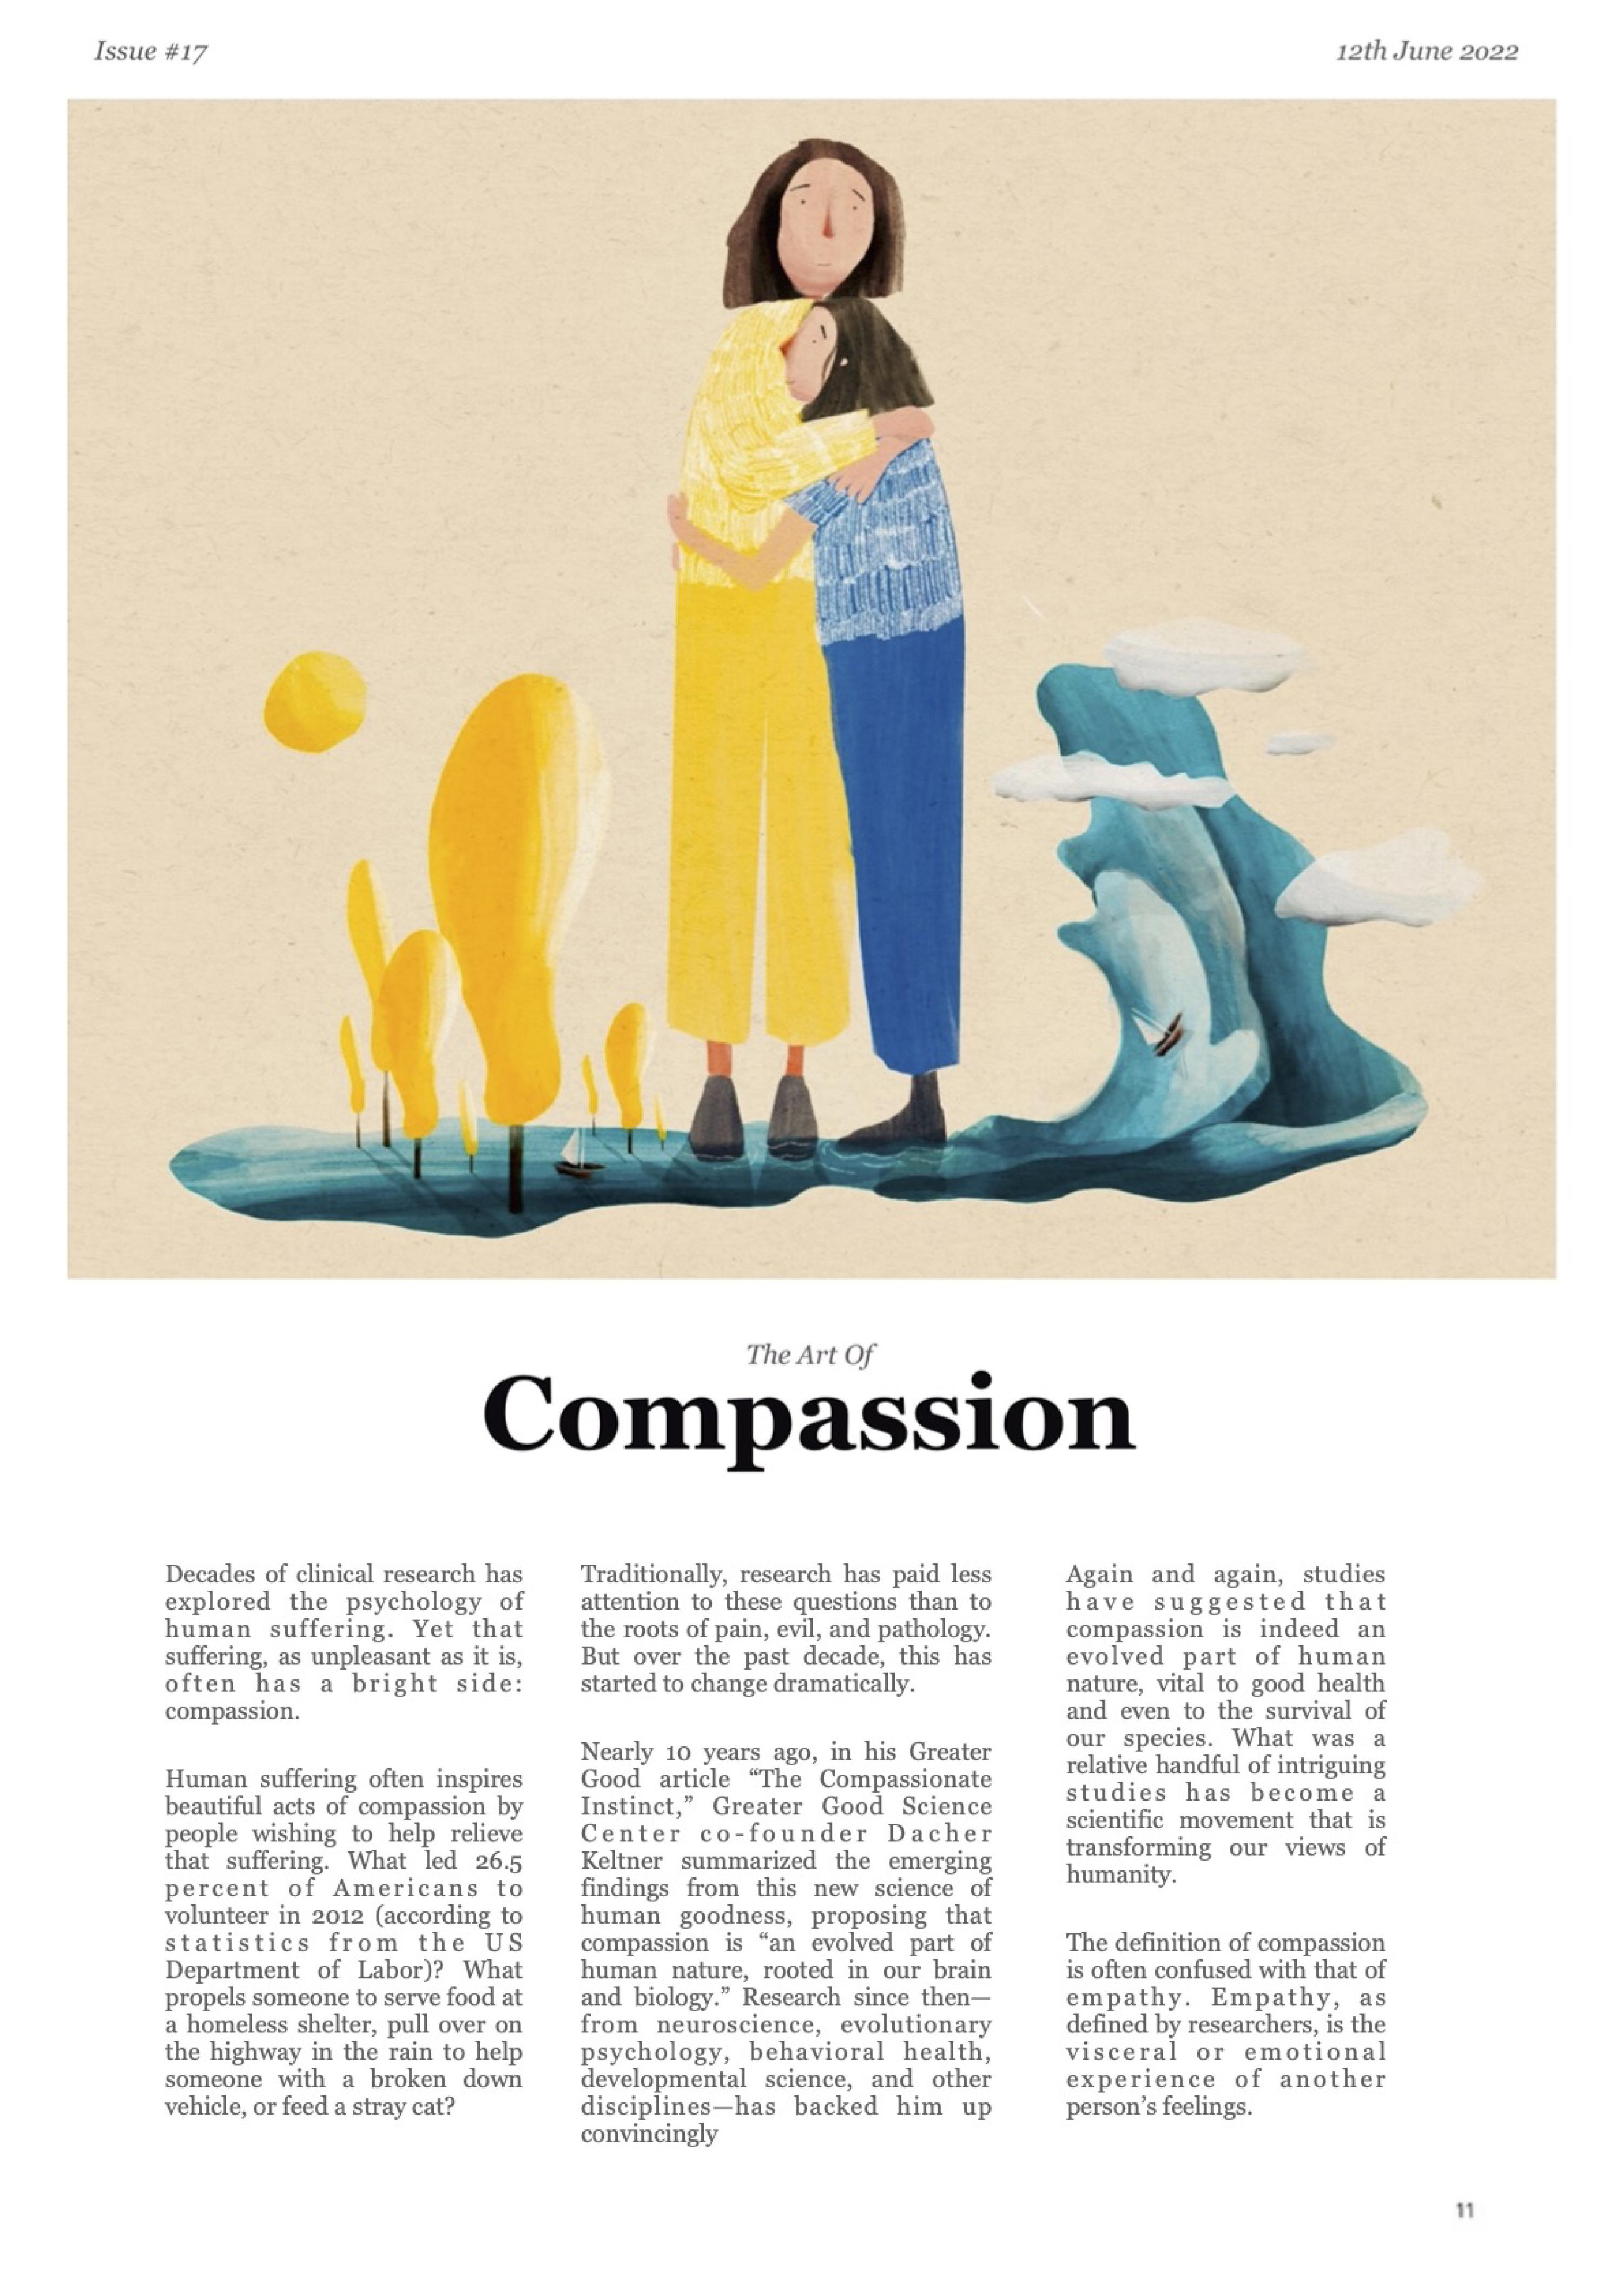 Issue #17
12th June 2022
The Art Of
Compassion
Decades of clinical research has
explored the psychology of
human suffering. Yet that
suffering, as unpleasant as it is,
often has a bright side:
compassion.
Human suffering often inspires
beautiful acts of compassion by
people wishing to help relieve
that suffering. What led 26.5
percent of Americans to
volunteer in 2012 (according to
statistics from the US
Department of Labor)? What
propels someone to serve food at
a homeless shelter, pull over on
the highway in the rain to help
someone with a broken down
vehicle, or feed a stray cat?
Traditionally, research has paid less
attention to these questions than to
the roots of pain, evil, and pathology.
But over the past decade, this has
started to change dramatically.
Nearly 10 years ago, in his Greater
Good article “The Compassionate
Instinct,” Greater Good Science
Center co-founder Dacher
Keltner summarized the emerging
findings from this new science of
human goodness, proposing that
compassion is “an evolved part of
human nature, rooted in our brain
and biology.” Research since then—
from neuroscience, evolutionary
psychology, behavioral health,
developmental science, and other
disciplines—has backed him up
convincingly
Again and again, studies
have suggested that
compassion is indeed an
evolved part of human
nature, vital to good health
and even to the survival of
our species. What was a
relative handful of intriguing
studies has become a
scientific movement that is
transforming our views of
humanity.
The definition of compassion
is often confused with that of
empathy. Empathy, as
defined by researchers, is the
visceral or emotional
experience of another
person’s feelings.
11